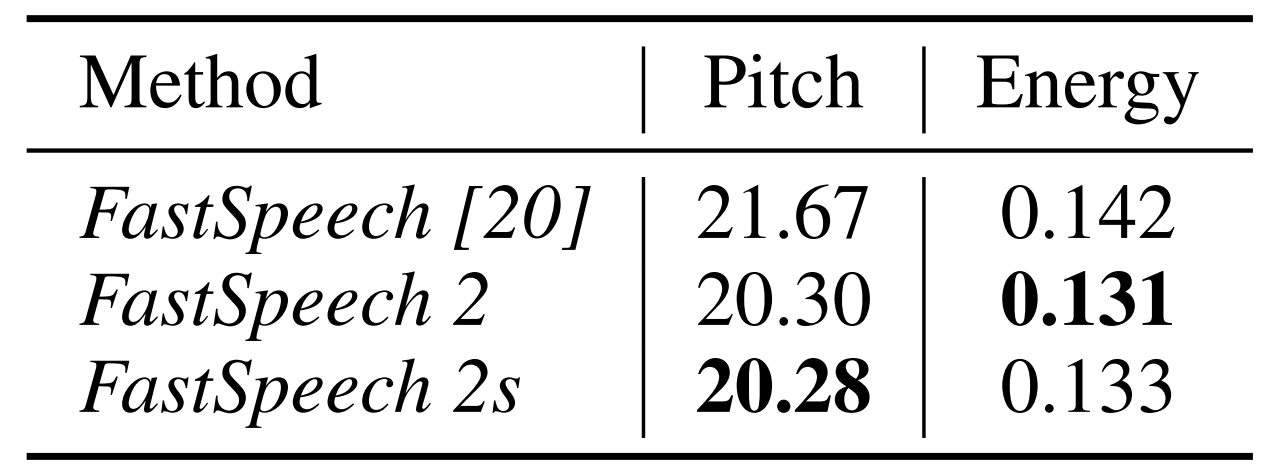 Method Pitch Energy
FastSpeech [20] 21.67 0.142
FastSpeech 2 20.30 0.131
FastSpeech 2s 20.28 0.133